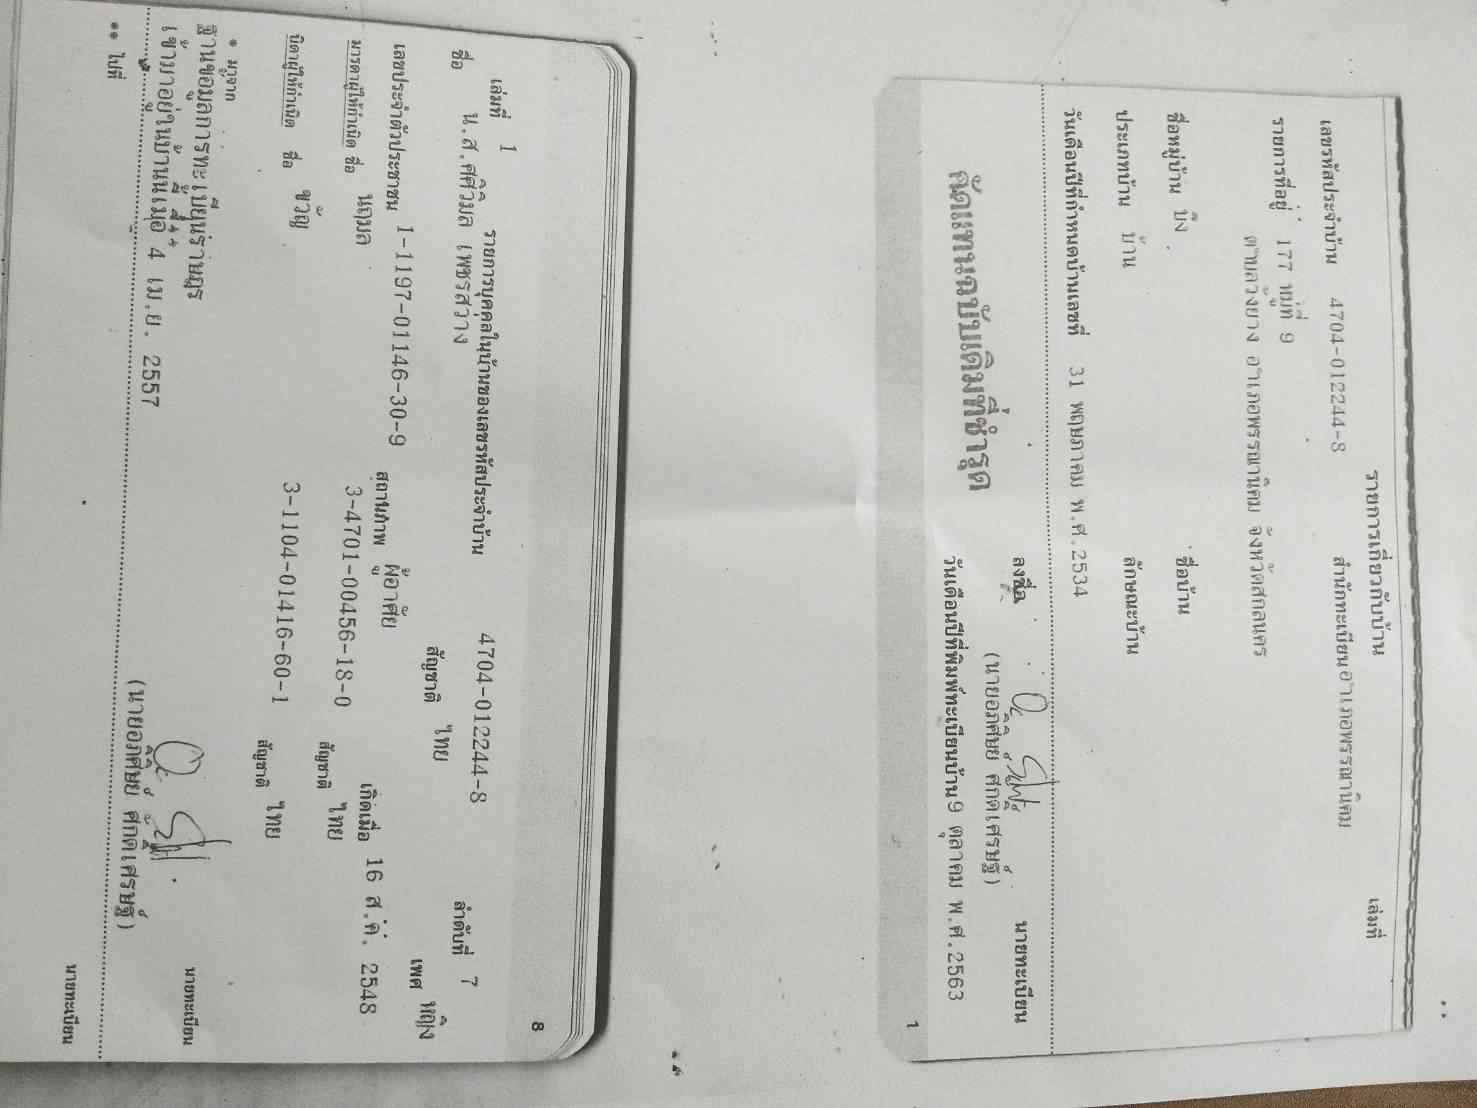 รายการเกี่ยวกับบ้าน เล่มที่
เลขรหัสประจำบ้าน 4704-012244-8 สำนักทะเบียน อำเภอพรรณานิคม
รายการที่อยู่ 177 หมู่ที่ 9
ตำบลวังยาง อำเภอพรรณานิคม จังหวัดสกลนคร
ชื่อหมู่บ้าน บึง ชื่อบ้าน
ประเภทบ้าน บ้าน ลักษณะบ้าน
วันเดือนปีที่กำหนดบ้านเลขที่ 31 พฤษภาคม พ.ศ.2534
ลงชื่อ นายทะเบียน
(นายอภิศิษย์ ศักดิ์เศรษฐ์)
คัดแทนฉบับเดิมที่ชำรุด
วันเดือนปีที่พิมพ์ทะเบียนบ้าน 9 ตุลาคม พ.ศ.2563
1
8
เล่มที่ 1 รายการบุคคลในบ้านของเลขรหัสประจำบ้าน 4704-012244-8 ลำดับที่ 7
ชื่อ น.ส.ศศิวิมล เพชรสว่าง สัญชาติ ไทย เพศ หญิง
เลขประจำตัวประชาชน 1-1197-01146-30-9 สถานภาพ ผู้อาศัย เกิดเมื่อ 16 ส.ค. 2548
มารดาผู้ให้กำเนิด ชื่อ นฤมล 3-4701-00456-18-0 สัญชาติ ไทย
บิดาผู้ให้กำเนิด ชื่อ ขวัญ 3-1104-01416-60-1 สัญชาติ ไทย
* มาจาก
ฐานข้อมูลการทะเบียนราษฎร
เข้ามาอยู่ในบ้านนี้เมื่อ 4 เม.ย. 2557 นายทะเบียน
(นายอภิศิษย์ ศักดิ์เศรษฐ์)
** ไปที่
นายทะเบียน